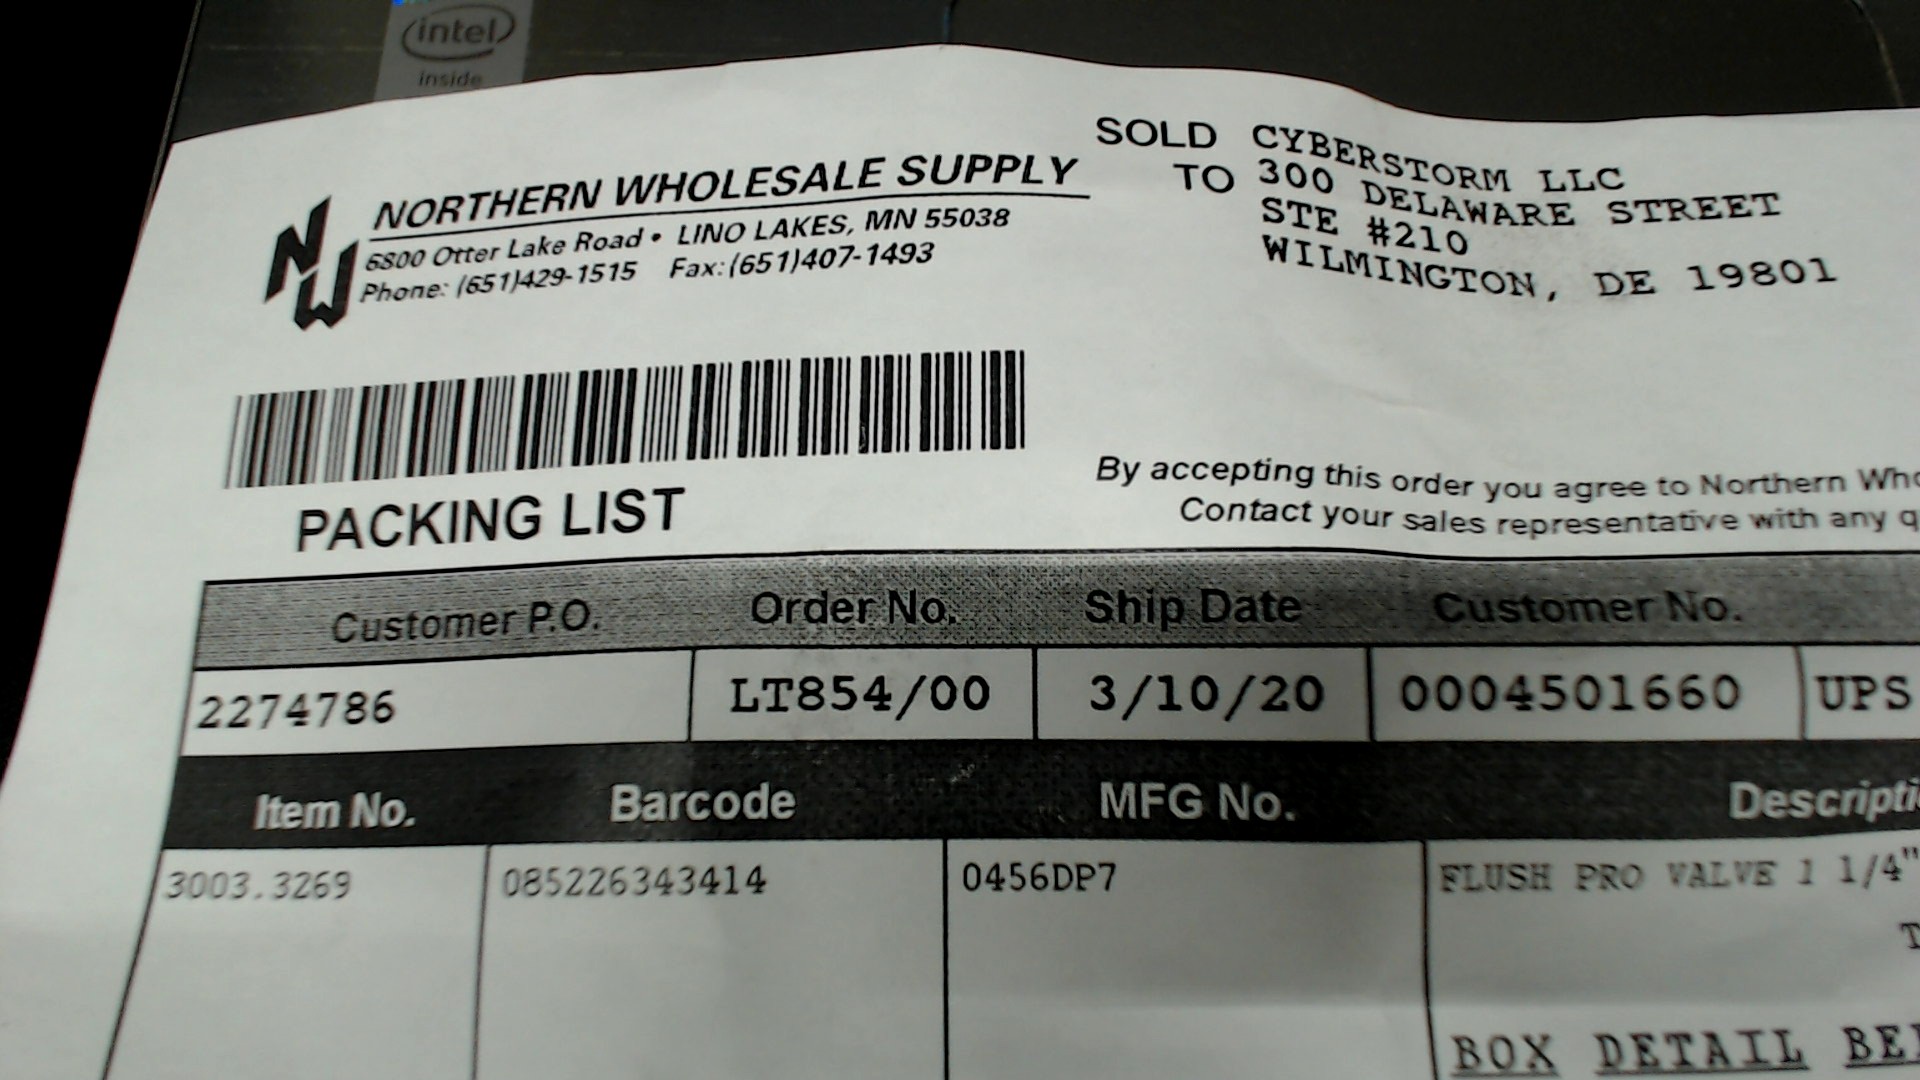 intel
inside
NORTHERN WHOLESALE SUPPLY
6800 Otter Lake Road • LINO LAKES, MN 55038
Phone: (651)429-1515 Fax:(651)407-1493
NW
SOLD TO
CYBERSTORM LLC
300 DELAWARE STREET
STE #210
WILMINGTON, DE 19801
PACKING LIST
By accepting this order you agree to Northern
Contact your sales representative with any
Customer P.O. Order No. Ship Date Customer No.
2274786 LT854/00 3/10/20 0004501660 UPS
Item No. Barcode MFG No.
3003.3269 085226343414 0456DP7 FLUSH PRO VALVE 1 1/4"
BOX DETAIL